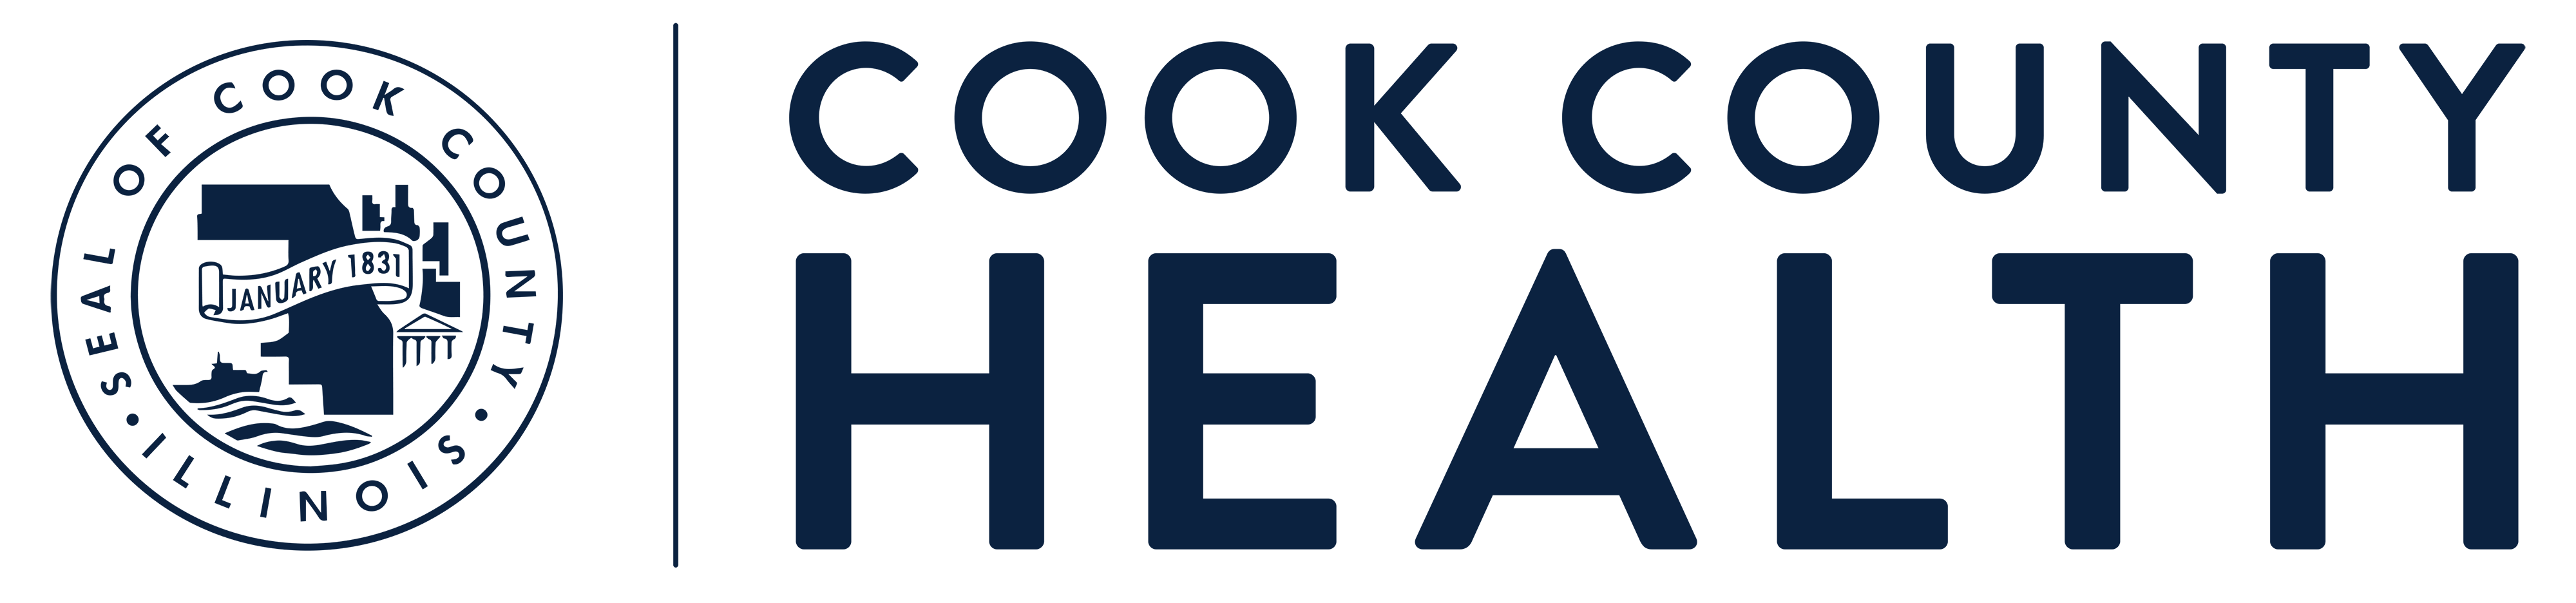 SEAL OF COOK COUNTY
• ILLINOIS •
JANUARY 1831
COOK COUNTY
HEALTH